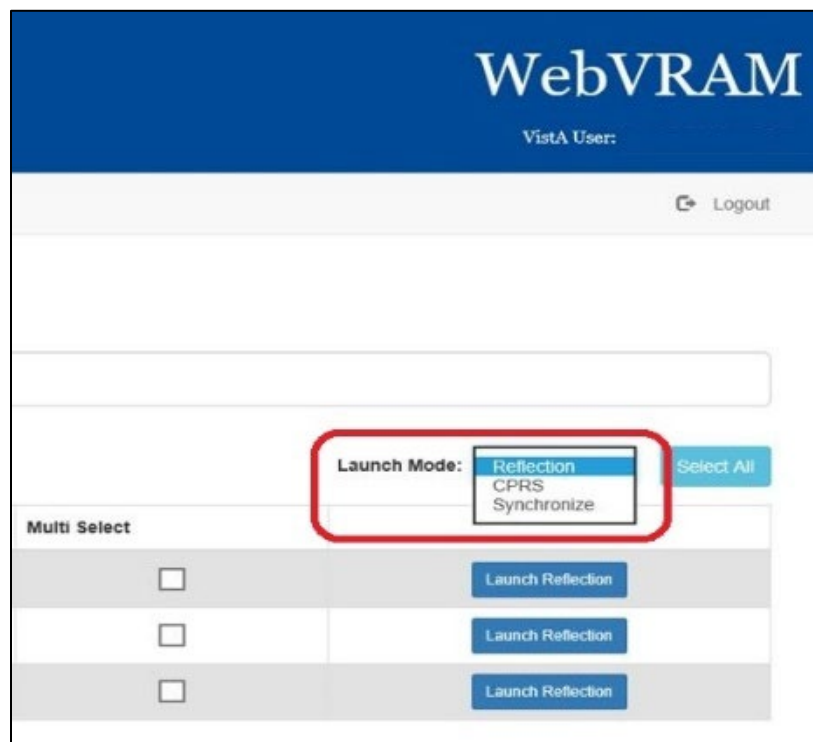 WebVRAM
VistA User:
Logout
Launch Mode: Reflection Select All
CPRS
Synchronize
Multi Select
Launch Reflection
Launch Reflection
Launch Reflection